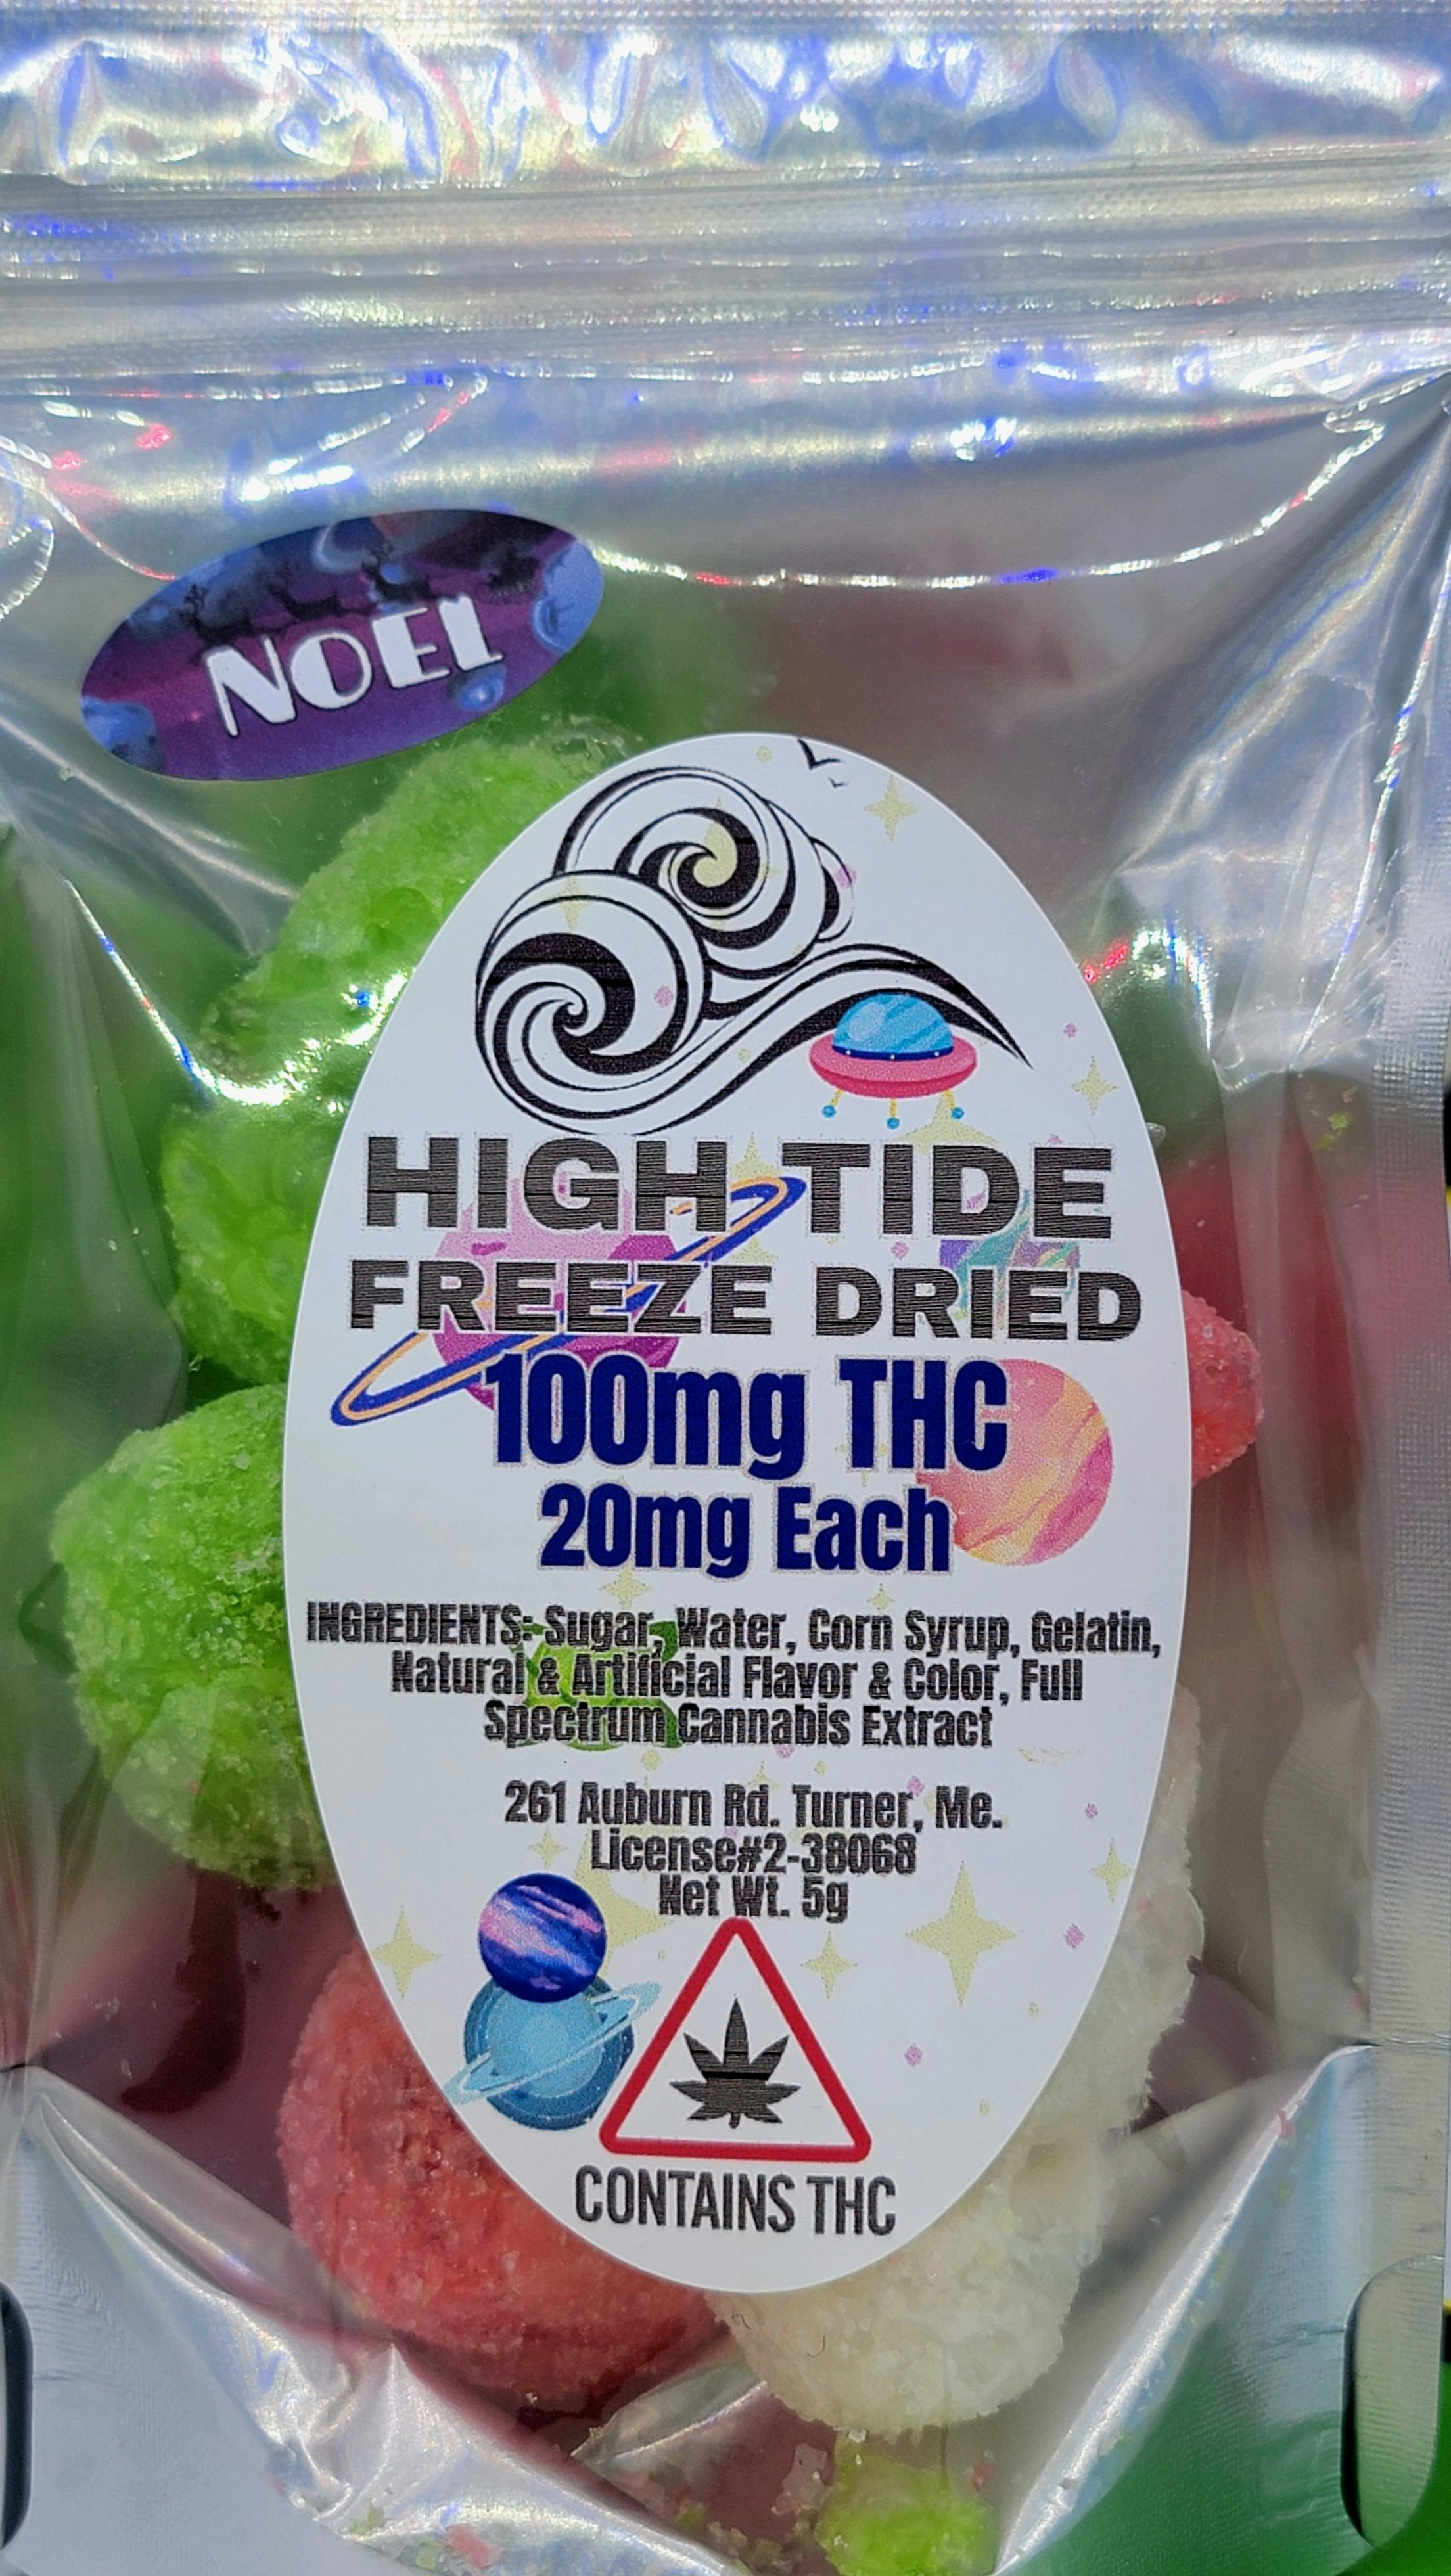 NOEL
HIGH TIDE
FREEZE DRIED
100mg THC
20mg Each
INGREDIENTS: Sugar, Water, Corn Syrup, Gelatin,
Natural & Artificial Flavor & Color, Full
Spectrum Cannabis Extract
261 Auburn Rd. Turner, Me.
License#2-38068
Net Wt. 5g
CONTAINS THC